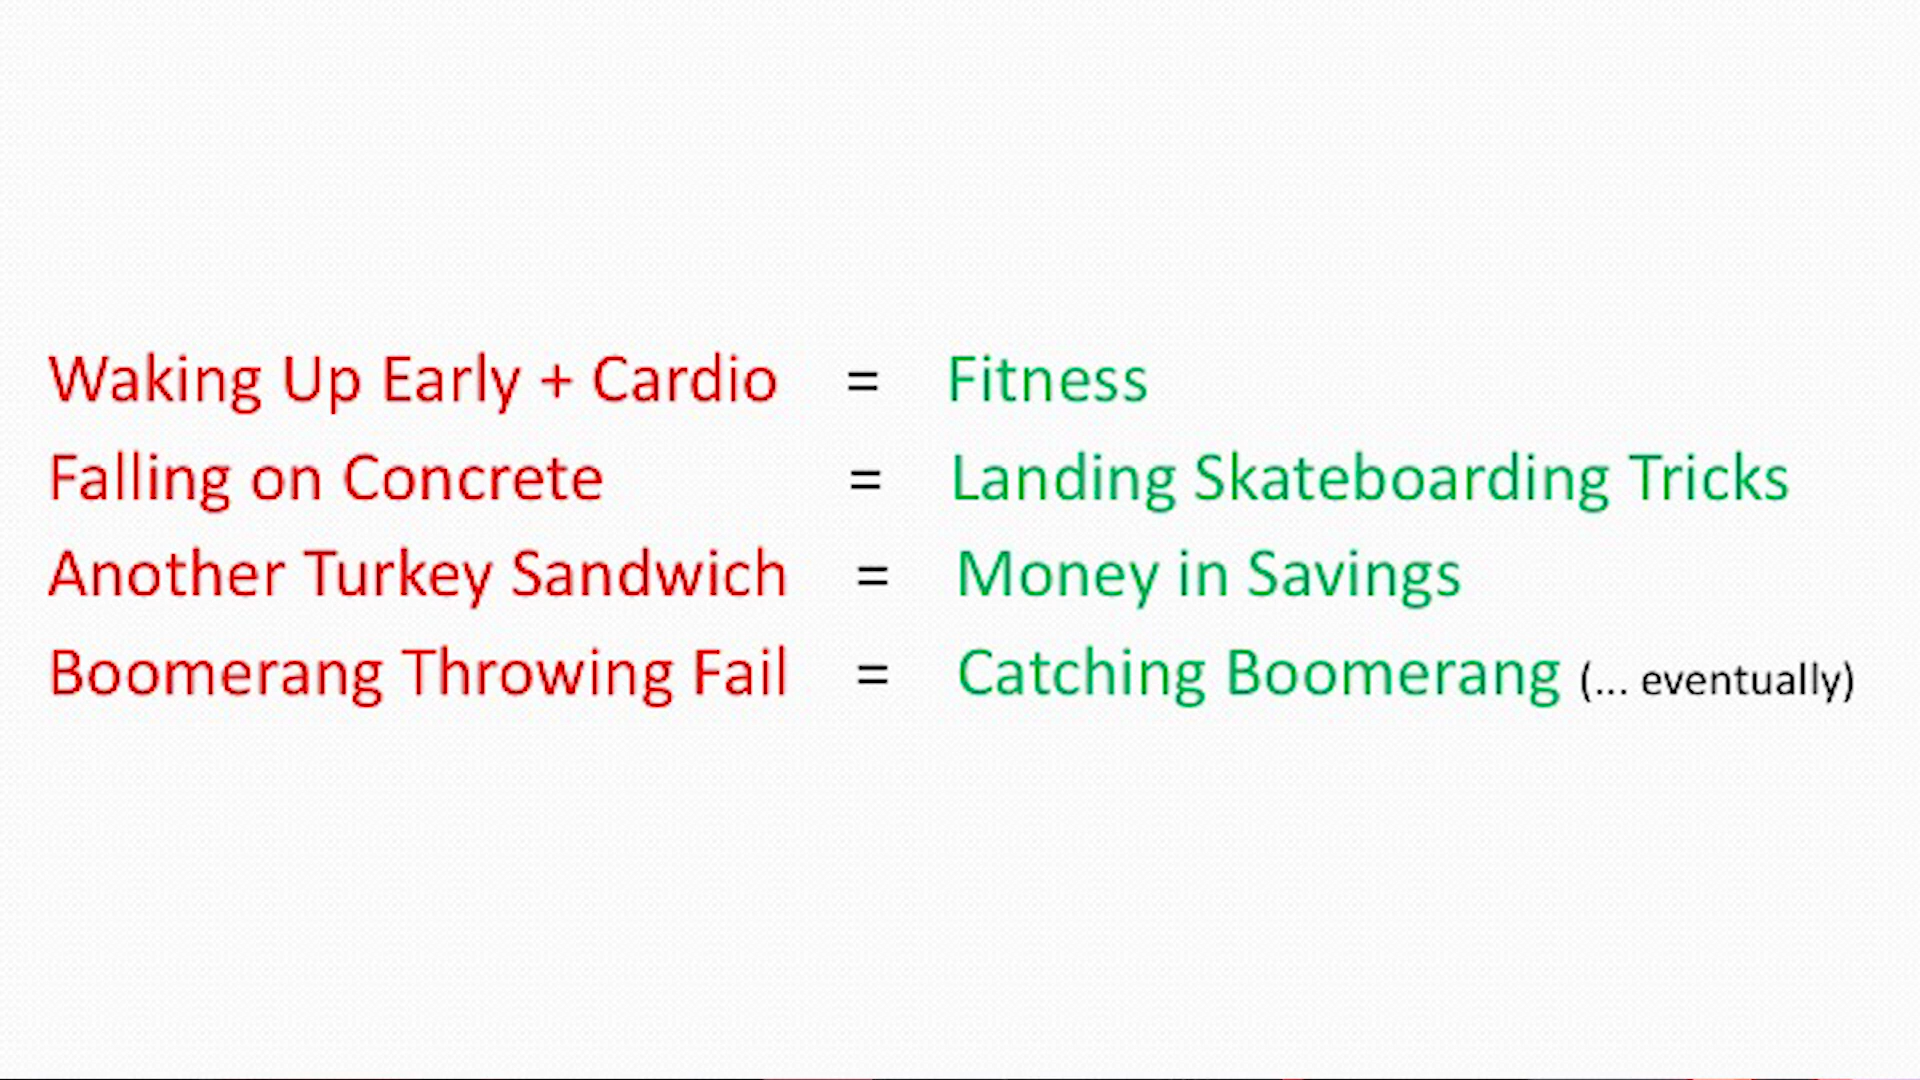 Waking Up Early + Cardio = Fitness
Falling on Concrete = Landing Skateboarding Tricks
Another Turkey Sandwich = Money in Savings
Boomerang Throwing Fail = Catching Boomerang (... eventually)